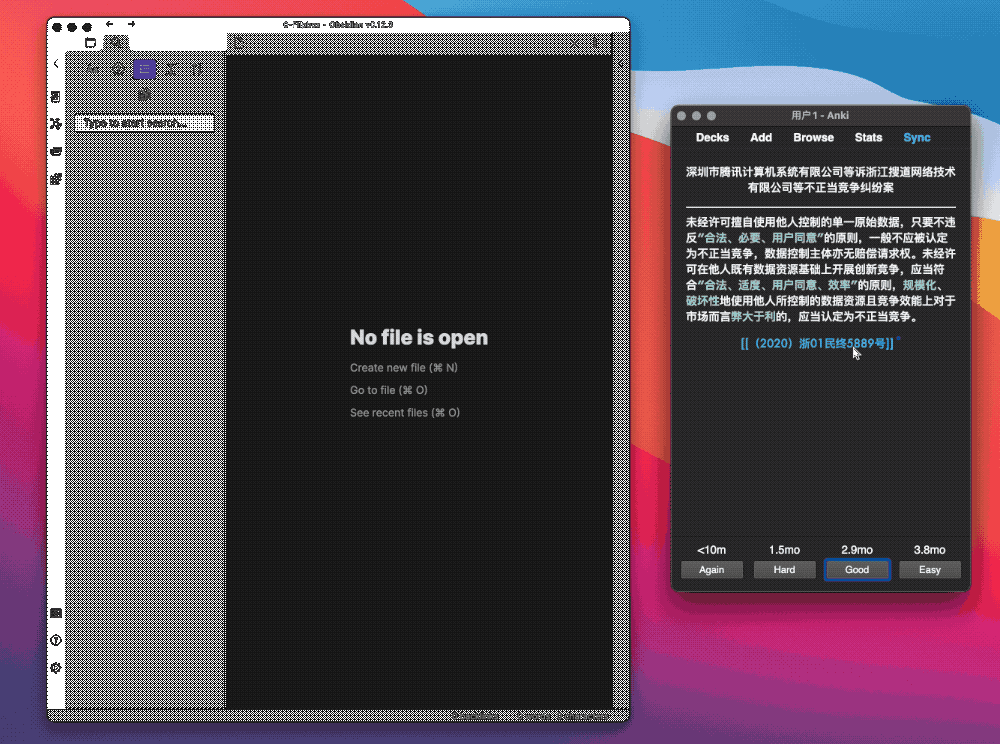 Type to start search...
No file is open
Create new file (⌘ N)
Go to file (⌘ O)
See recent files (⌘ O)
用户1 - Anki
Decks Add Browse Stats Sync
深圳市腾讯计算机系统有限公司等诉浙江搜道网络技术
有限公司等不正当竞争纠纷案
未经许可擅自使用他人控制的单一原始数据，只要不违
反“合法、必要、用户同意”的原则，一般不应被认定
为不正当竞争，数据控制主体亦无赔偿请求权。未经许
可在他人既有数据资源基础上开展创新竞争，应当符
合“合法、适度、用户同意、效率”的原则，规模化、
破坏性地使用他人所控制的数据资源且竞争效能上对于
市场而言弊大于利的，应当认定为不正当竞争。
[[（2020）浙01民终5889号]]
<10m 1.5mo 2.9mo 3.8mo
Again Hard Good Easy